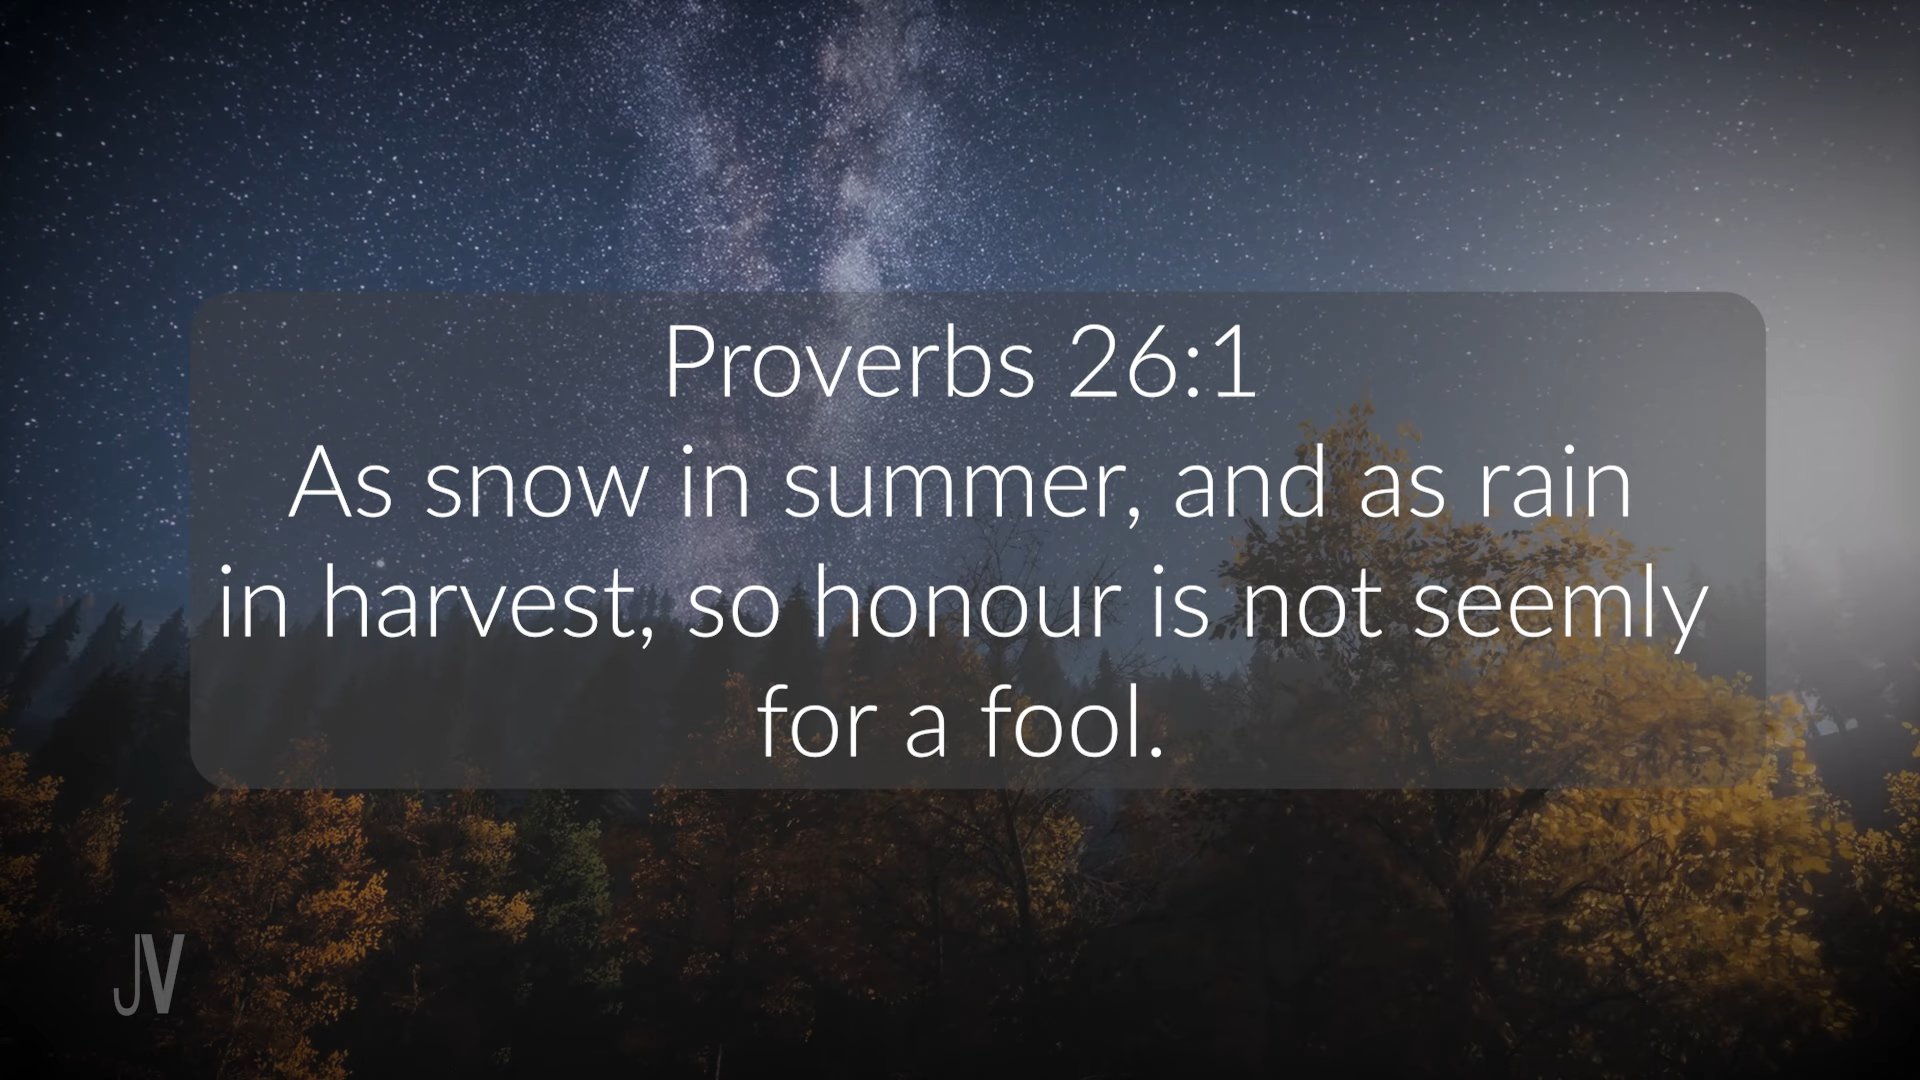 Proverbs 26:1
As snow in summer, and as rain
in harvest, so honour is not seemly
for a fool.
JV